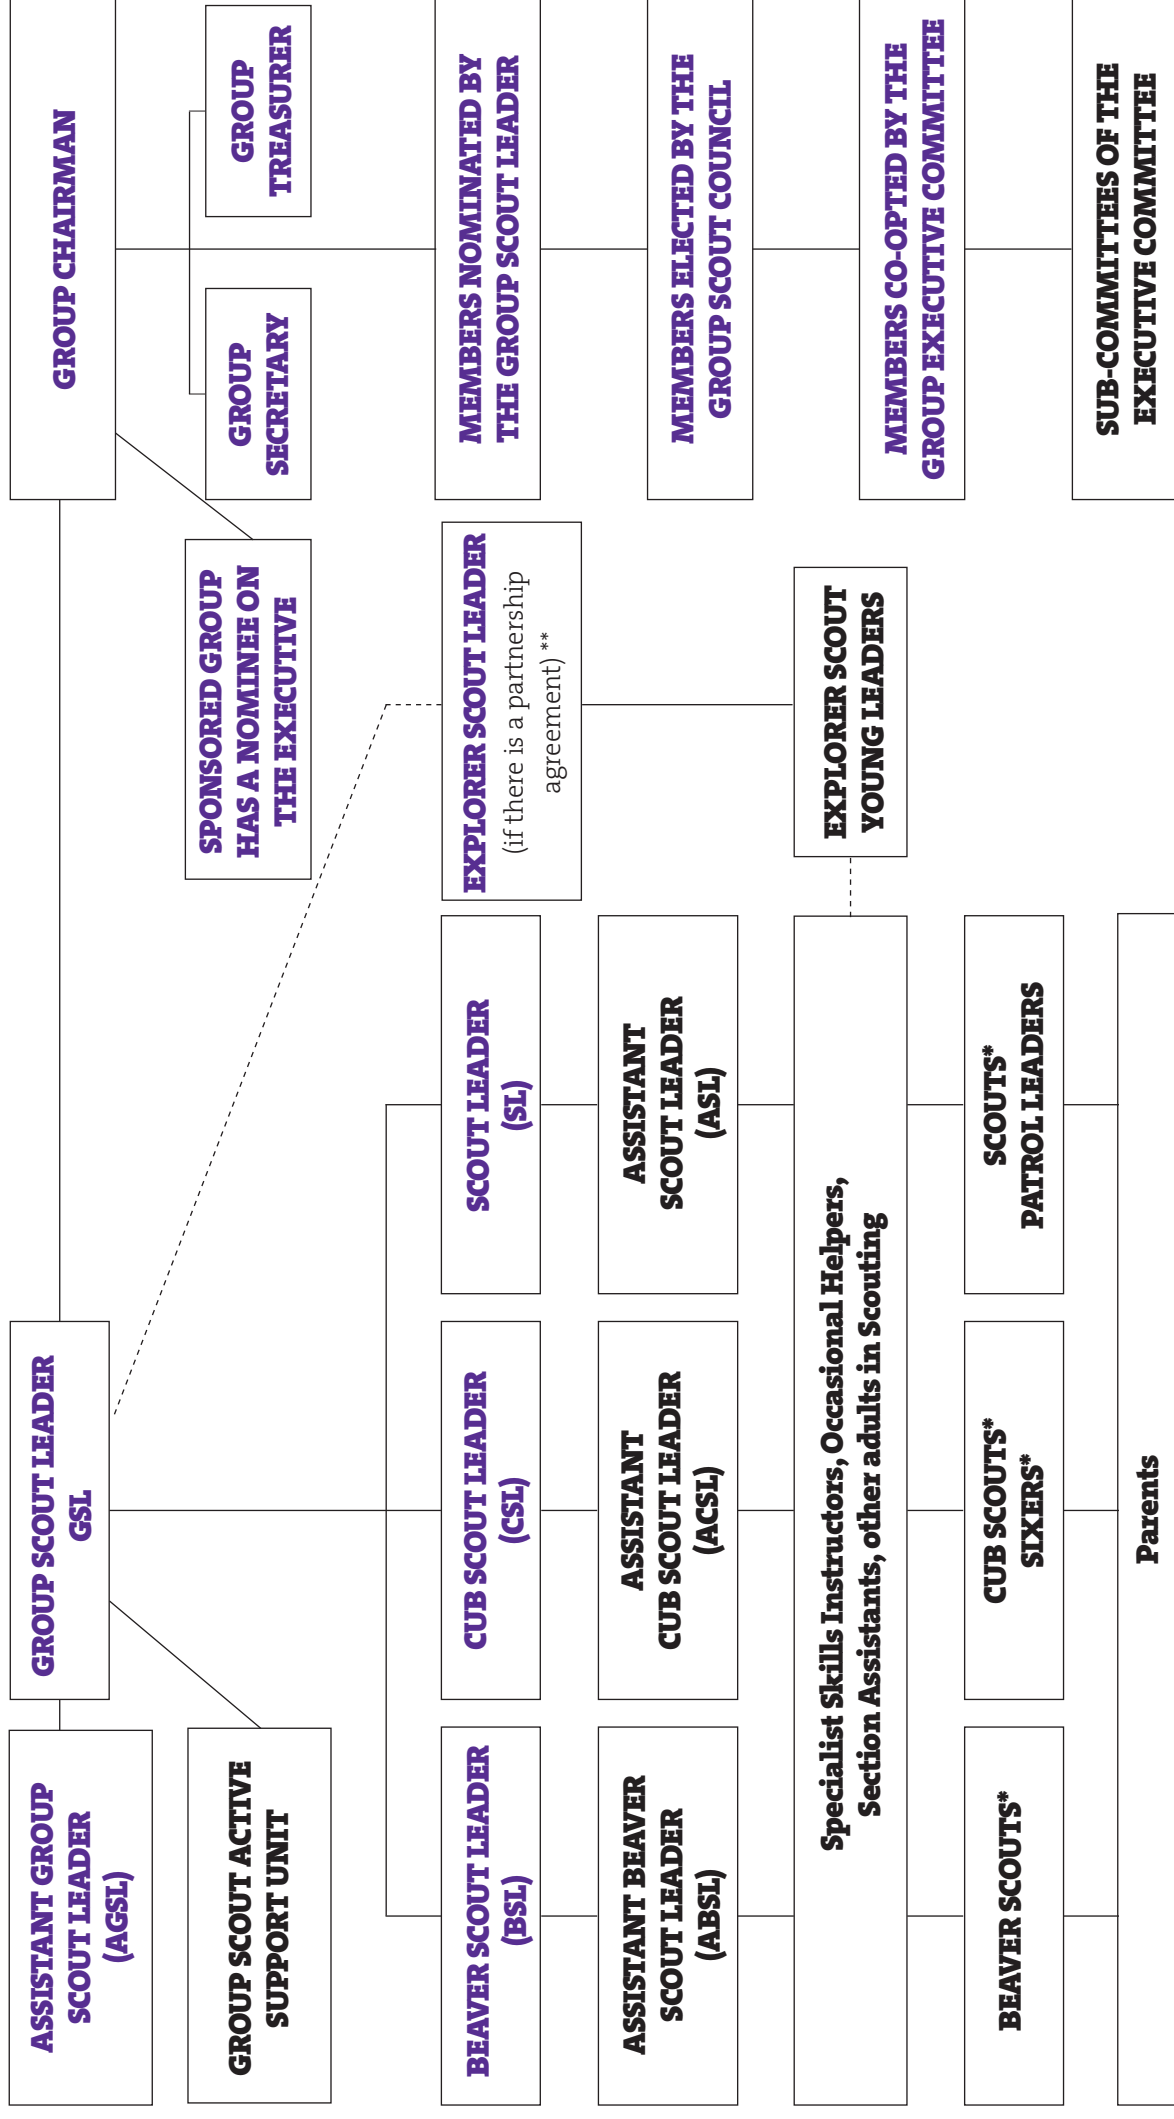 ASSISTANT GROUP
SCOUT LEADER
(AGSL)
GROUP SCOUT LEADER
GSL
GROUP CHAIRMAN
GROUP SCOUT ACTIVE
SUPPORT UNIT
SPONSORED GROUP
HAS A NOMINEE ON
THE EXECUTIVE
GROUP
SECRETARY
GROUP
TREASURER
BEAVER SCOUT LEADER
(BSL)
CUB SCOUT LEADER
(CSL)
SCOUT LEADER
(SL)
EXPLORER SCOUT LEADER
(if there is a partnership
agreement) **
MEMBERS NOMINATED BY
THE GROUP SCOUT LEADER
ASSISTANT BEAVER
SCOUT LEADER
(ABSL)
ASSISTANT
CUB SCOUT LEADER
(ACSL)
ASSISTANT
SCOUT LEADER
(ASL)
MEMBERS ELECTED BY THE
GROUP SCOUT COUNCIL
Specialist Skills Instructors, Occasional Helpers,
Section Assistants, other adults in Scouting
EXPLORER SCOUT
YOUNG LEADERS
MEMBERS CO-OPTED BY THE
GROUP EXECUTIVE COMMITTEE
BEAVER SCOUTS*
CUB SCOUTS*
SIXERS*
SCOUTS*
PATROL LEADERS
SUB-COMMITTEES OF THE
EXECUTIVE COMMITTEE
Parents